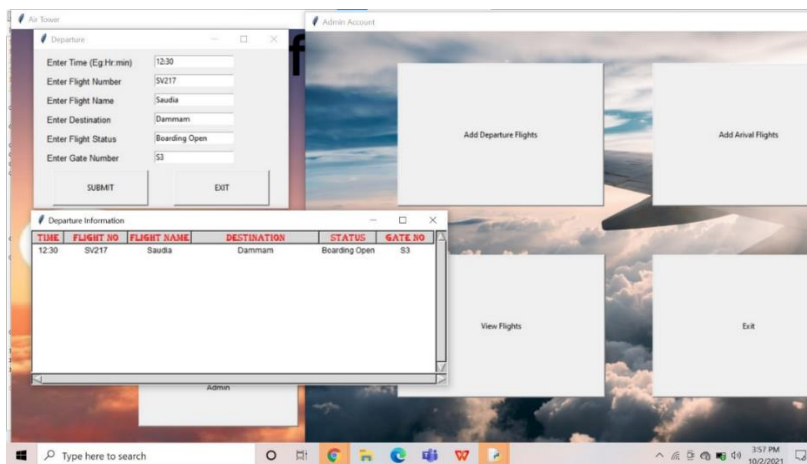 Air Tower
Admin Account
Departure
f
Enter Time (Eg:Hr.min) 12:30
Enter Flight Number SV217
Enter Flight Name Saudia
Enter Destination Dammam
Enter Flight Status Boarding Open
Enter Gate Number S3
SUBMIT EXIT
Add Departure Flights Add Arival Flights
Departure Information
TIME FLIGHT NO FLIGHT NAME DESTINATION STATUS GATE NO
12:30 SV217 Saudia Dammam Boarding Open S3
View Flights Exit
Admin
Type here to search
3:57 PM
10/2/2021